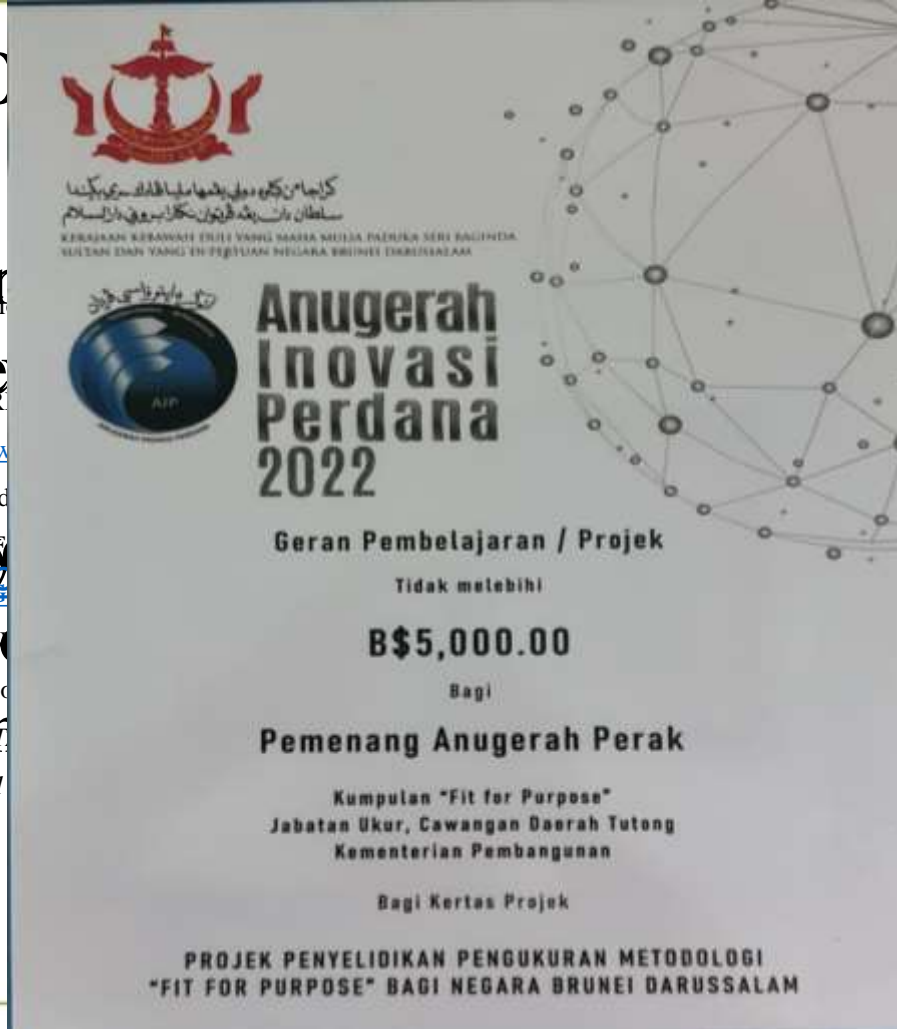 KERAJAAN KEBAWAH DULI YANG MAHA MULIA PADUKA SERI BAGINDA
SULTAN DAN YANG DI-PERTUAN NEGARA BRUNEI DARUSSALAM
AIP
Anugerah
Inovasi
Perdana
2022
Geran Pembelajaran / Projek
Tidak melebihi
B$5,000.00
Bagi
Pemenang Anugerah Perak
Kumpulan "Fit for Purpose"
Jabatan Ukur, Cawangan Daerah Tutong
Kementerian Pembangunan
Bagi Kertas Projek
PROJEK PENYELIDIKAN PENGUKURAN METODOLOGI
"FIT FOR PURPOSE" BAGI NEGARA BRUNEI DARUSSALAM